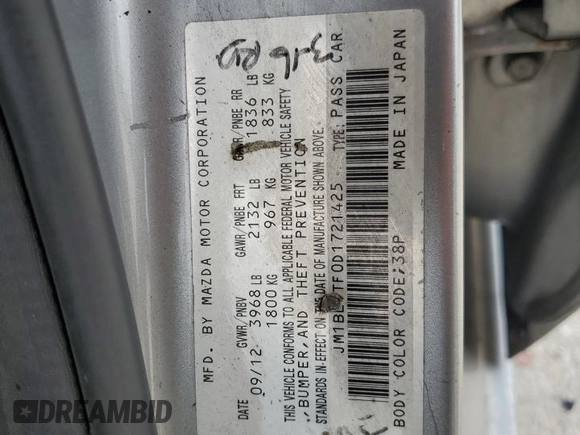 MFD. BY MAZDA MOTOR CORPORATION
DATE GVWR/PNBV GAWR/PNBE FRT GAWR/PNBE RR
09/12 3968 LB 2132 LB 1836 LB
1800 KG 967 KG 833 KG
THIS VEHICLE CONFORMS TO ALL APPLICABLE FEDERAL MOTOR VEHICLE SAFETY
BUMPER, AND THEFT PREVENTION
STANDARDS IN EFFECT ON THE DATE OF MANUFACTURE SHOWN ABOVE.
TYPE: PASS CAR
BODY COLOR CODE;38P MADE IN JAPAN
DREAMBID